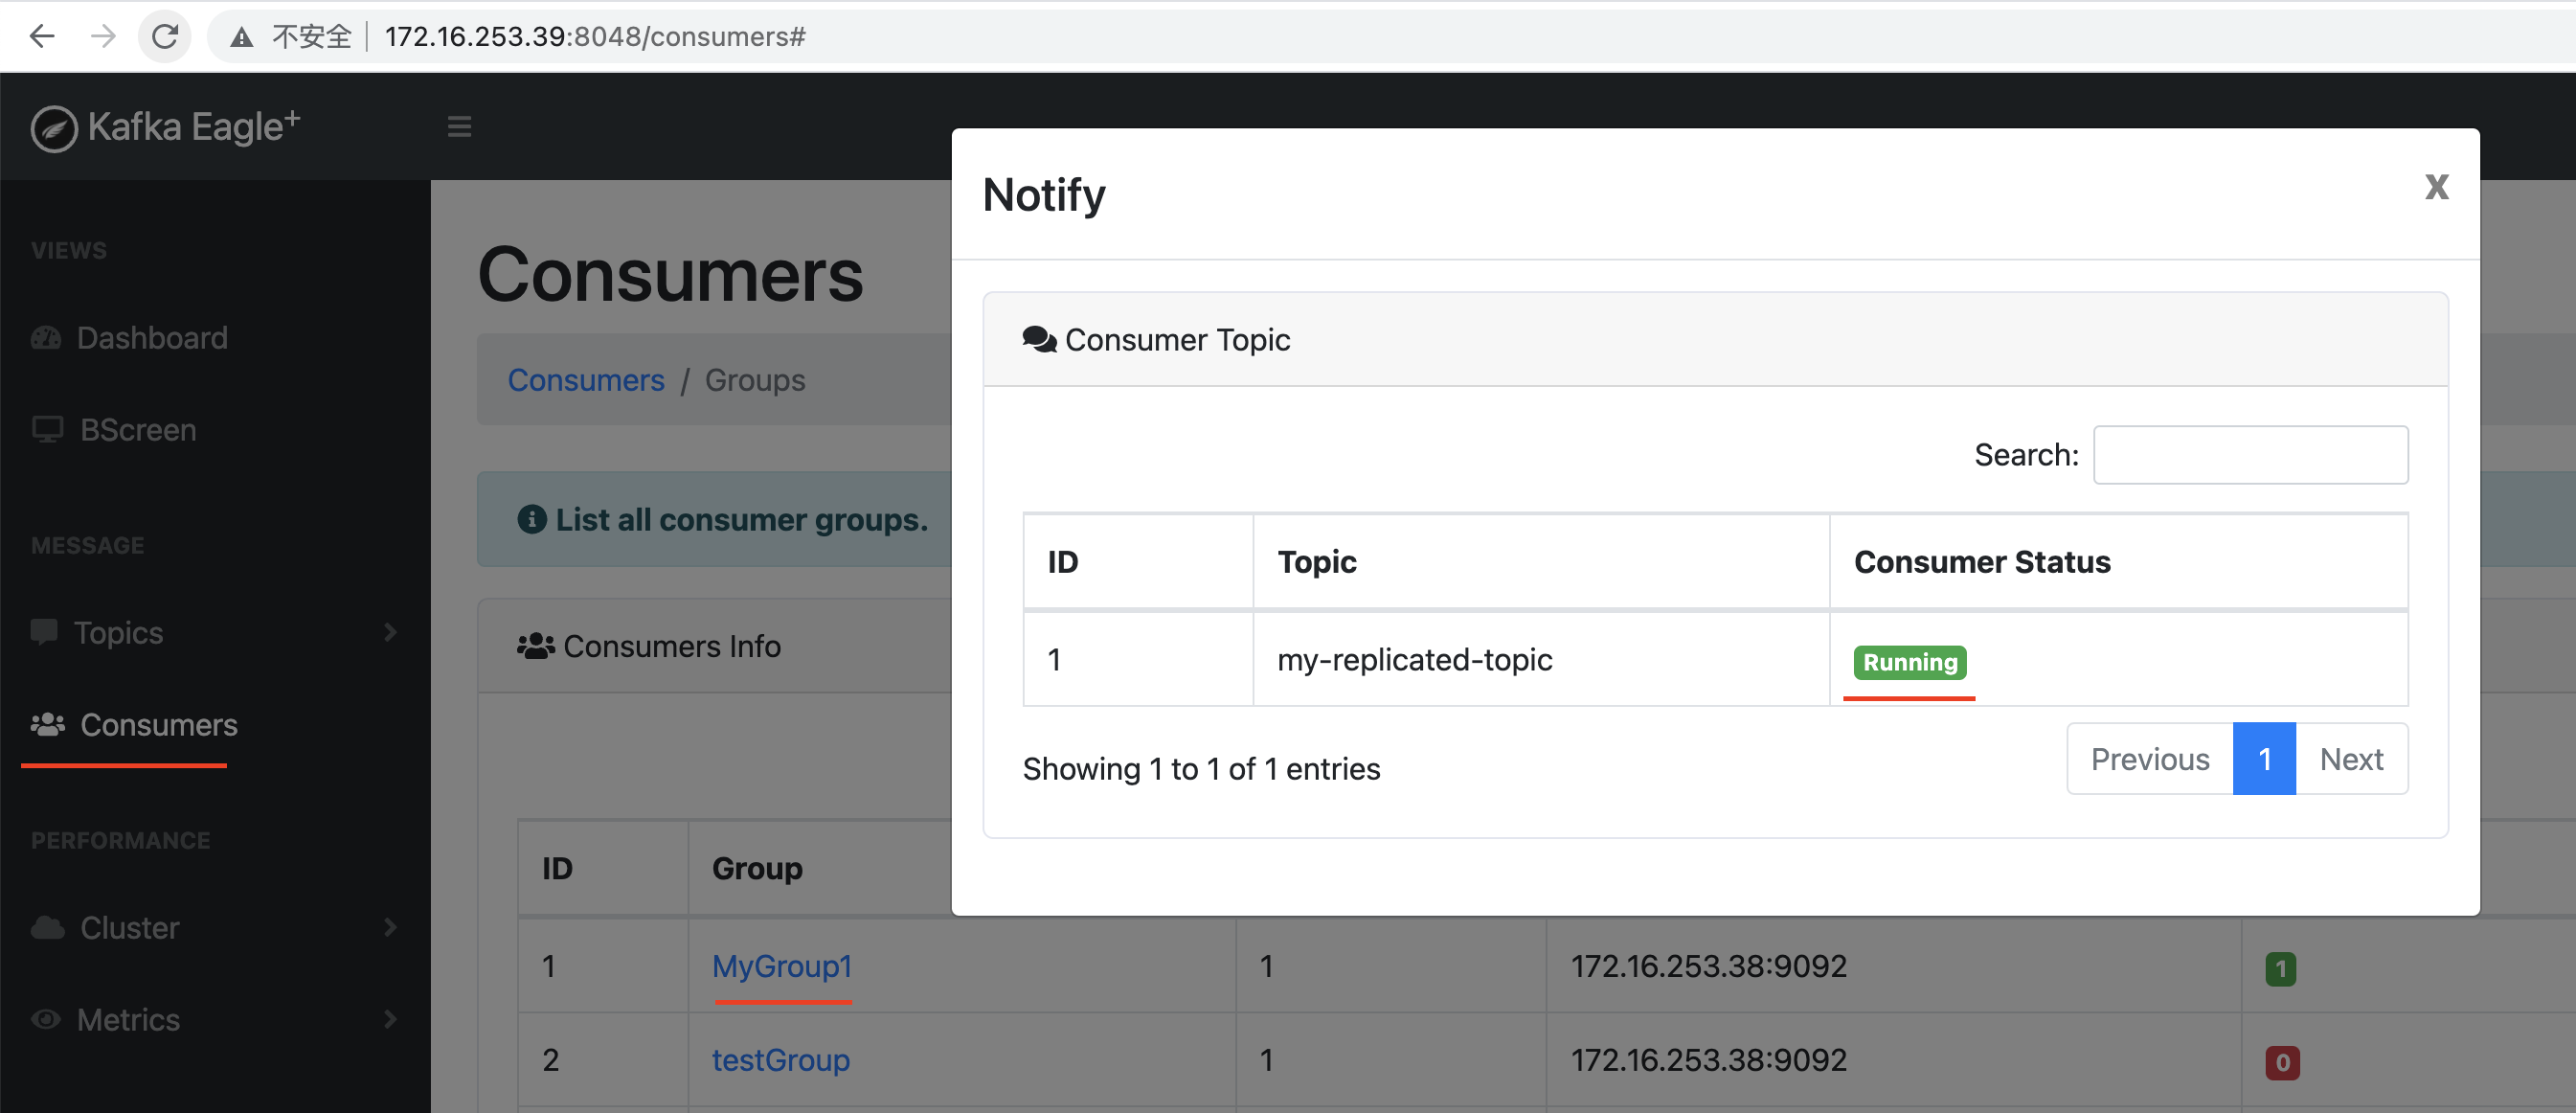 不安全 172.16.253.39:8048/consumers#
Kafka Eagle+
VIEWS
Dashboard
BScreen
MESSAGE
Topics
Consumers
PERFORMANCE
Cluster
Metrics
Consumers
Consumers / Groups
List all consumer groups.
Consumers Info
ID Group
1 MyGroup1 1 172.16.253.38:9092 1
2 testGroup 1 172.16.253.38:9092 0
Notify X
Consumer Topic
Search:
ID Topic Consumer Status
1 my-replicated-topic Running
Showing 1 to 1 of 1 entries
Previous 1 Next